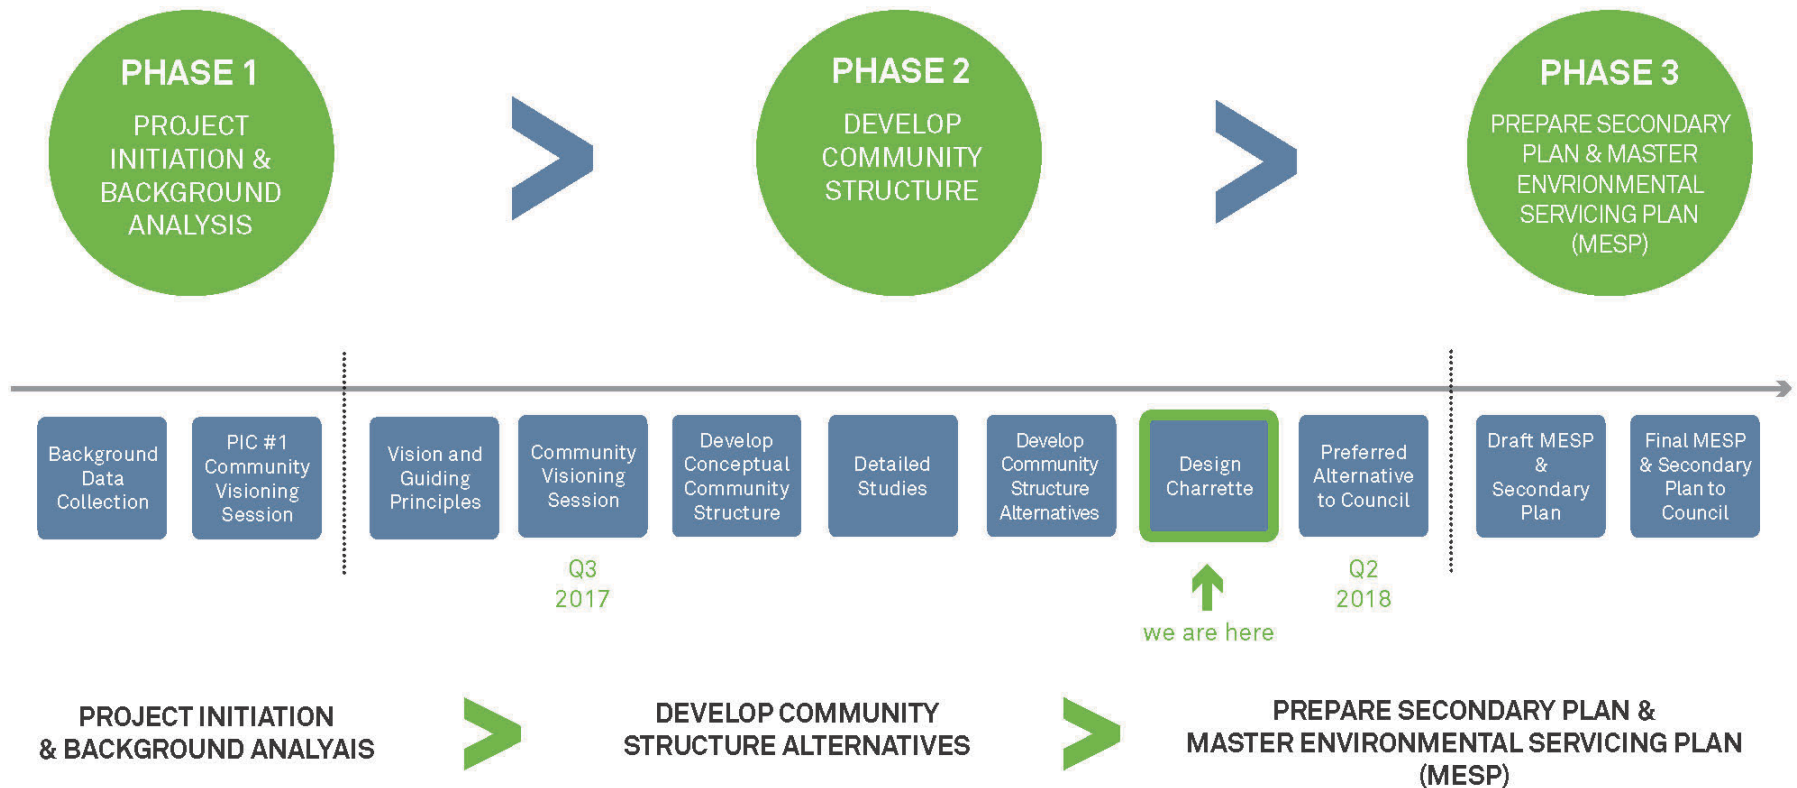 PHASE 1
PROJECT
INITIATION &
BACKGROUND
ANALYSIS
>
PHASE 2
DEVELOP
COMMUNITY
STRUCTURE
>
PHASE 3
PREPARE SECONDARY
PLAN & MASTER
ENVRIONMENTAL
SERVICING PLAN
(MESP)
Background
Data
Collection
PIC #1
Community
Visioning
Session
Vision and
Guiding
Principles
Community
Visioning
Session
Develop
Conceptual
Community
Structure
Detailed
Studies
Develop
Community
Structure
Alternatives
Design
Charrette
Preferred
Alternative
to Council
Draft MESP
&
Secondary
Plan
Final MESP
& Secondary
Plan to
Council
Q3
2017
we are here
Q2
2018
PROJECT INITIATION
& BACKGROUND ANALYAIS
>
DEVELOP COMMUNITY
STRUCTURE ALTERNATIVES
>
PREPARE SECONDARY PLAN &
MASTER ENVIRONMENTAL SERVICING PLAN
(MESP)